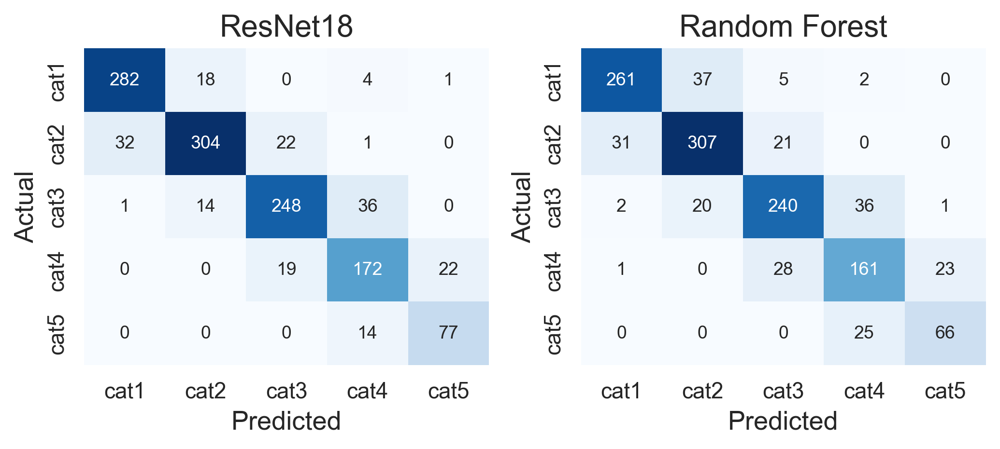 ResNet18
Actual
cat1 282 18 0 4 1
cat2 32 304 22 1 0
cat3 1 14 248 36 0
cat4 0 0 19 172 22
cat5 0 0 0 14 77
cat1 cat2 cat3 cat4 cat5
Predicted
Random Forest
Actual
cat1 261 37 5 2 0
cat2 31 307 21 0 0
cat3 2 20 240 36 1
cat4 1 0 28 161 23
cat5 0 0 0 25 66
cat1 cat2 cat3 cat4 cat5
Predicted